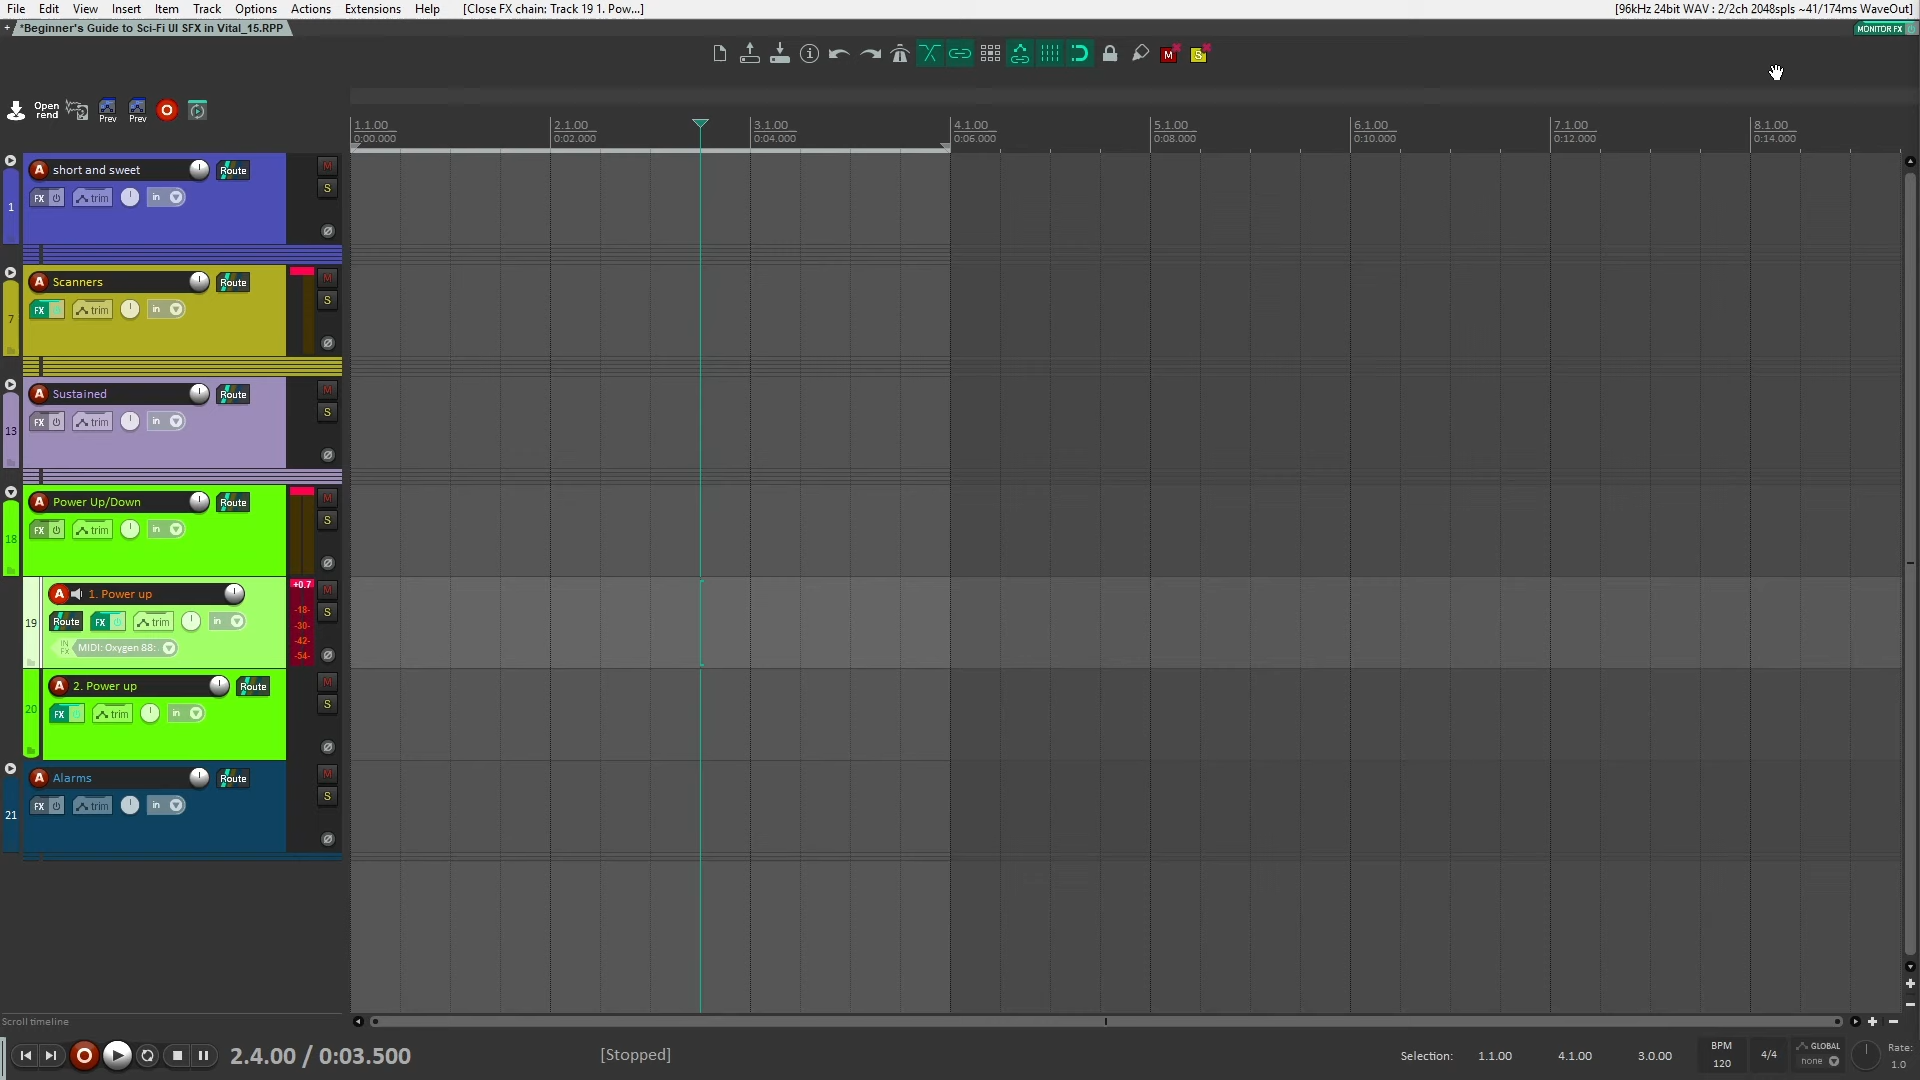 File Edit View Insert Item Track Options Actions Extensions Help [Close FX chain: Track 19 1. Pow...] [96kHz 24bit WAV : 2/2ch 2048spls ~41/174ms WaveOut]
*Beginner's Guide to Sci-Fi UI SFX in Vital_15.RPP MONITOR FX
M S
Open rend Prev Prev
1.1.00 2.1.00 3.1.00 4.1.00 5.1.00 6.1.00 7.1.00 8.1.00
0:00.000 0:02.000 0:04.000 0:06.000 0:08.000 0:10.000 0:12.000 0:14.000
A short and sweet Route M
FX trim in S
1
A Scanners Route M
FX trim in S
7
A Sustained Route M
FX trim in S
13
A Power Up/Down Route M
FX trim in S
18
A 1. Power up +0.7 M
19 Route FX trim in -18- S
-30-
IN FX MIDI: Oxygen 88: -42-
-54-
A 2. Power up Route M
20 FX trim in S
A Alarms Route M
FX trim in S
21
Scroll timeline
2.4.00 / 0:03.500 [Stopped] Selection: 1.1.00 4.1.00 3.0.00 BPM 120 4/4 GLOBAL none Rate: 1.0